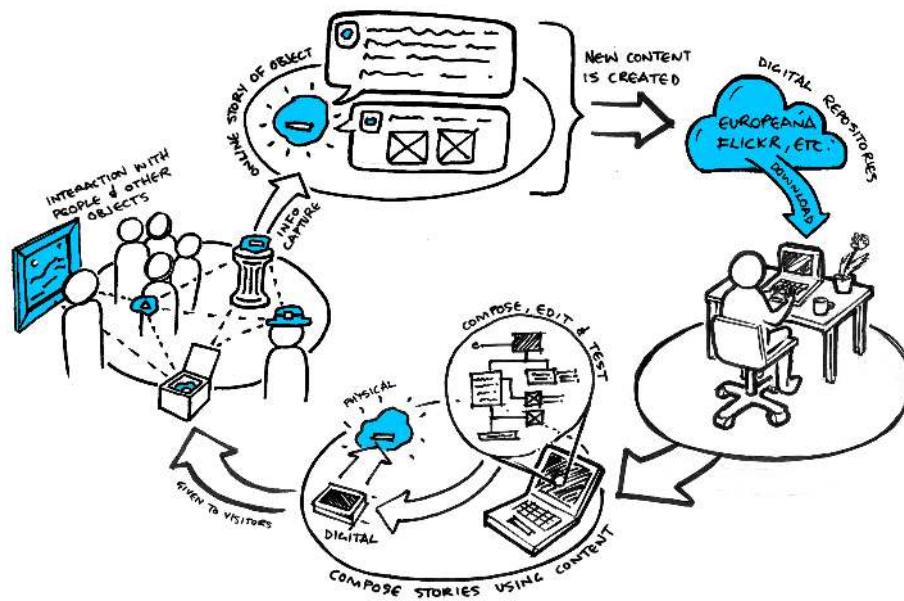 ONLINE STORY OF OBJECT
NEW CONTENT
IS CREATED
DIGITAL REPOSITORIES
EUROPEANA
FLICKR, ETC.
DOWNLOAD
INTERACTION WITH
PEOPLE & OTHER
OBJECTS
INFO
CAPTURE
COMPOSE, EDIT & TEST
PHYSICAL
DIGITAL
GIVEN TO VISITORS
COMPOSE STORIES USING CONTENT